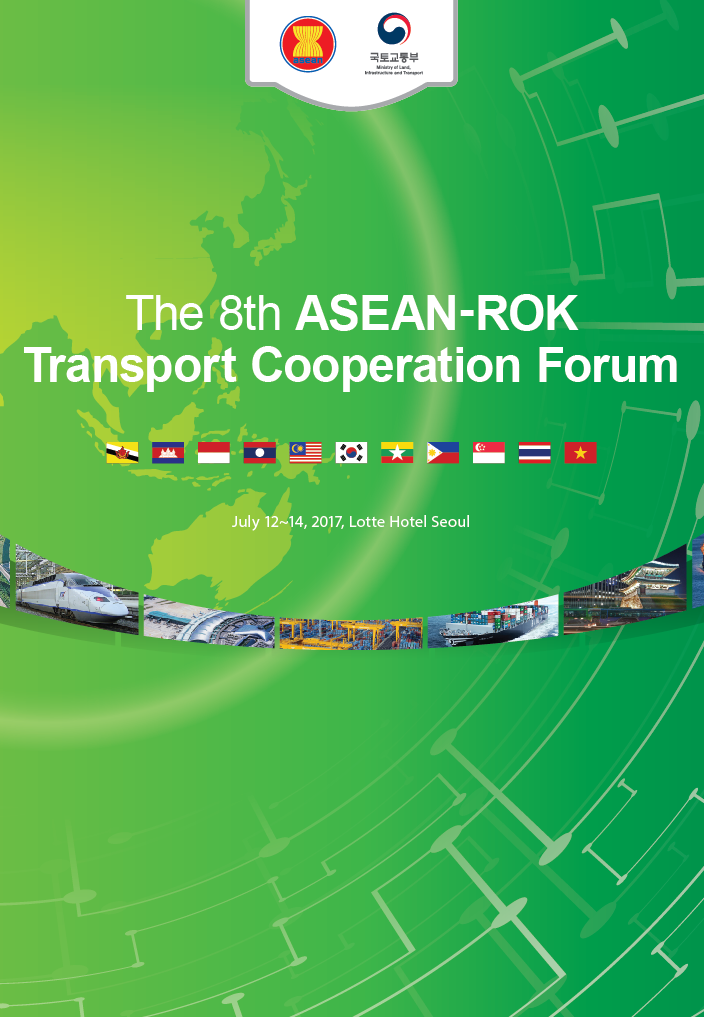 asean
국토교통부
Ministry of Land,
Infrastructure and Transport
The 8th ASEAN-ROK
Transport Cooperation Forum
July 12~14, 2017, Lotte Hotel Seoul